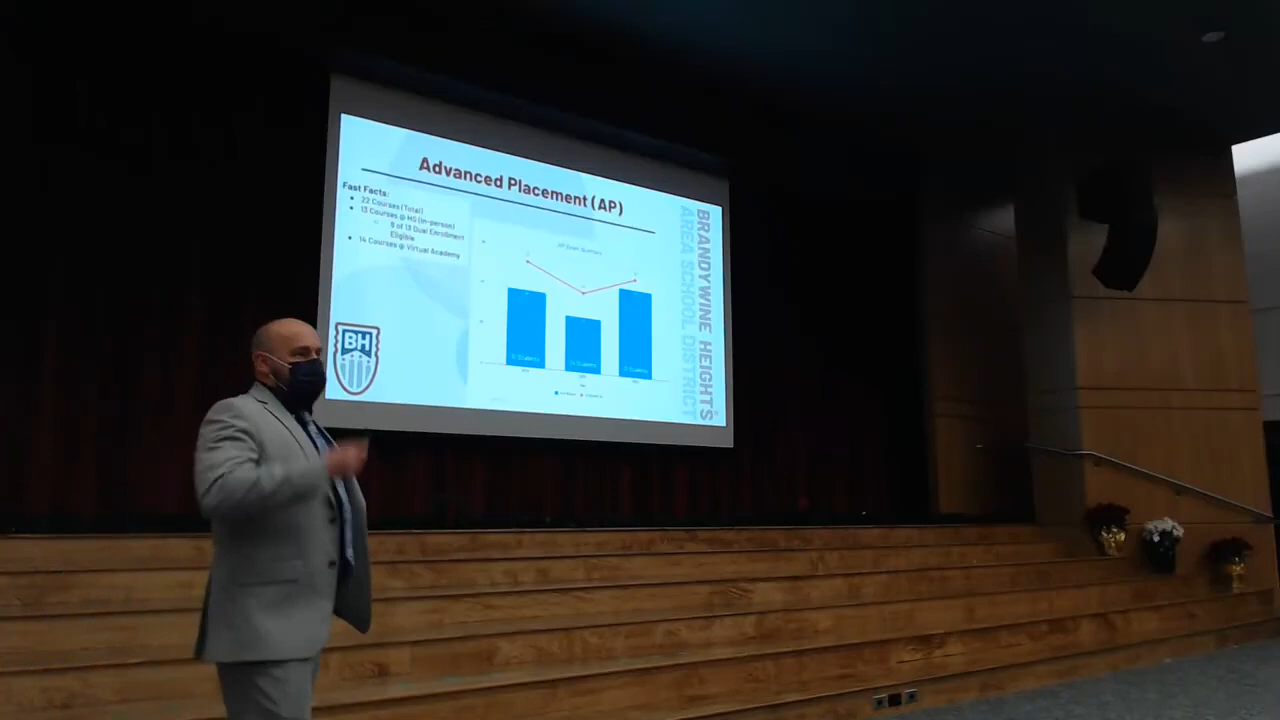 Advanced Placement (AP)
Fast Facts:
22 Courses (Total)
13 Courses @ HS (In-person)
9 of 13 Dual Enrollment
Eligible
14 Courses @ Virtual Academy
BH
BRANDYWINE HEIGHTS
AREA SCHOOL DISTRICT